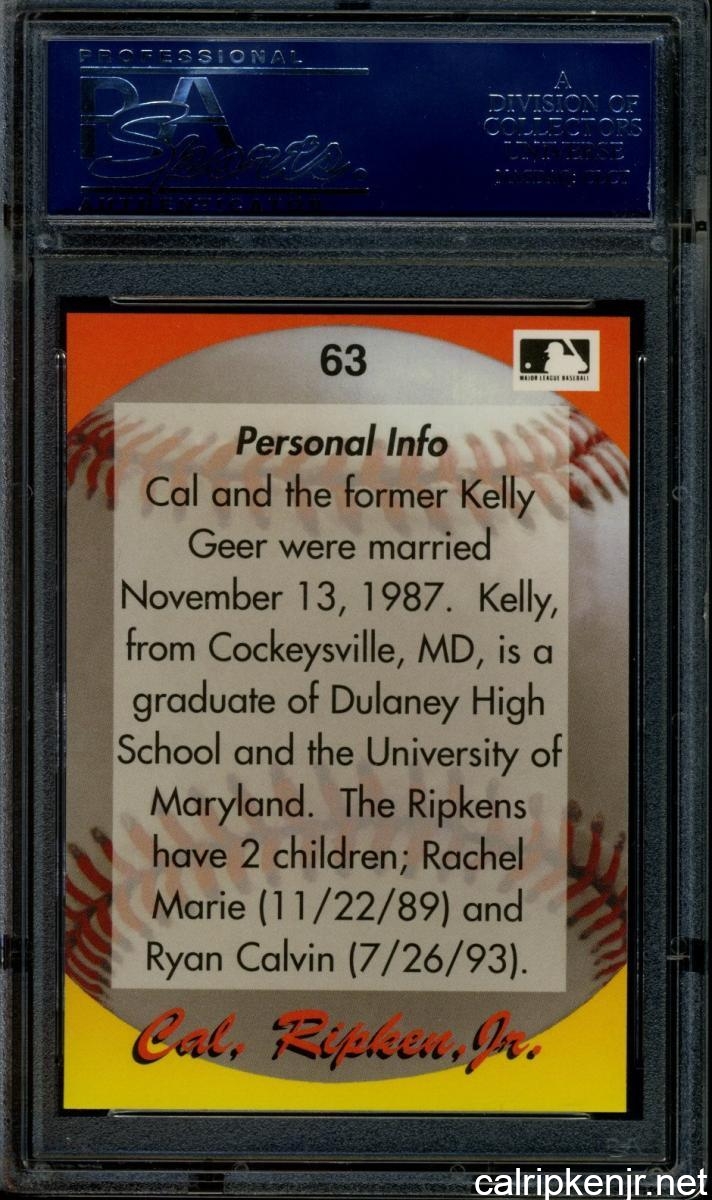 PROFESSIONAL
PSA
Sports
AUTHENTICATOR
A
DIVISION OF
COLLECTORS
UNIVERSE
63
MAJOR LEAGUE BASEBALL
Personal Info
Cal and the former Kelly
Geer were married
November 13, 1987. Kelly,
from Cockeysville, MD, is a
graduate of Dulaney High
School and the University of
Maryland. The Ripkens
have 2 children; Rachel
Marie (11/22/89) and
Ryan Calvin (7/26/93).
Cal. Ripken, Jr.
calripkenjr.net